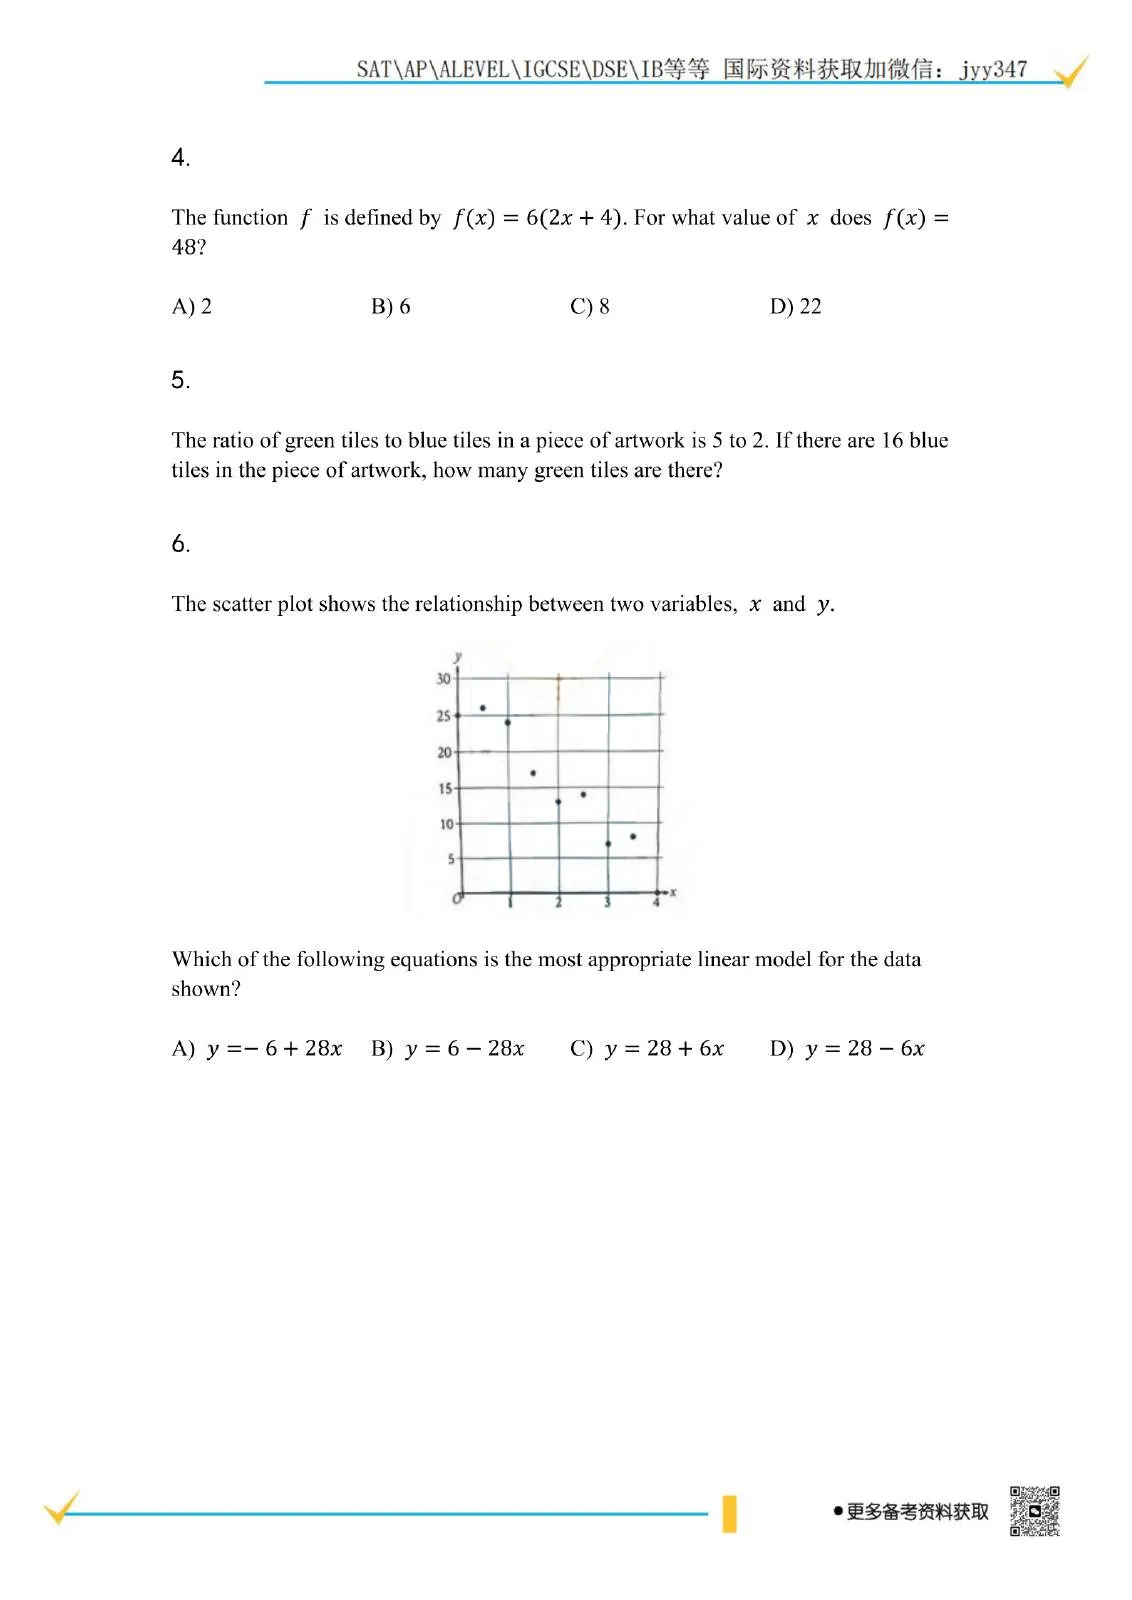 SAT\AP\ALEVEL\IGCSE\DSE\IB等等 国际资料获取加微信：jyy347
4.
The function f is defined by f(x) = 6(2x + 4). For what value of x does f(x) =
48?
A) 2 B) 6 C) 8 D) 22
5.
The ratio of green tiles to blue tiles in a piece of artwork is 5 to 2. If there are 16 blue
tiles in the piece of artwork, how many green tiles are there?
6.
The scatter plot shows the relationship between two variables, x and y.
y
30
25
20
15
10
5
O 1 2 3 4 x
Which of the following equations is the most appropriate linear model for the data
shown?
A) y =− 6 + 28x B) y = 6 − 28x C) y = 28 + 6x D) y = 28 − 6x
●更多备考资料获取